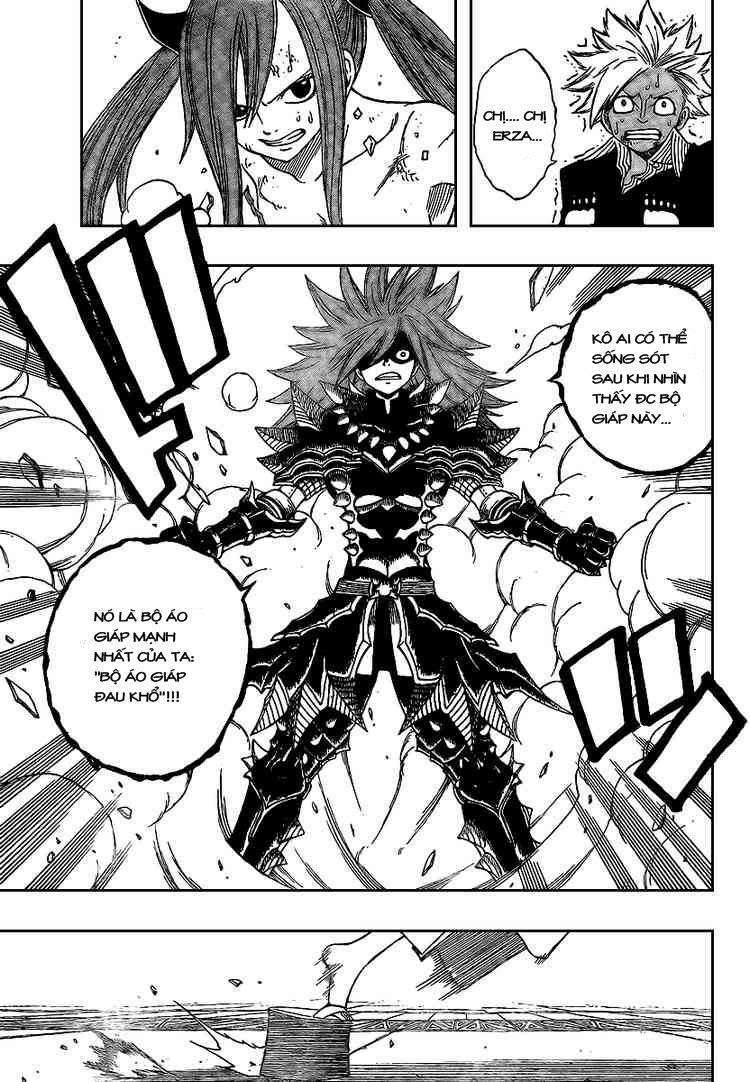 CHỊ.... CHỊ
ERZA...
KÔ AI CÓ THỂ
SỐNG SÓT
SAU KHI NHÌN
THẤY ĐC BỘ
GIÁP NÀY...
NÓ LÀ BỘ ÁO
GIÁP MẠNH
NHẤT CỦA TA:
"BỘ ÁO GIÁP
ĐAU KHỔ"!!!